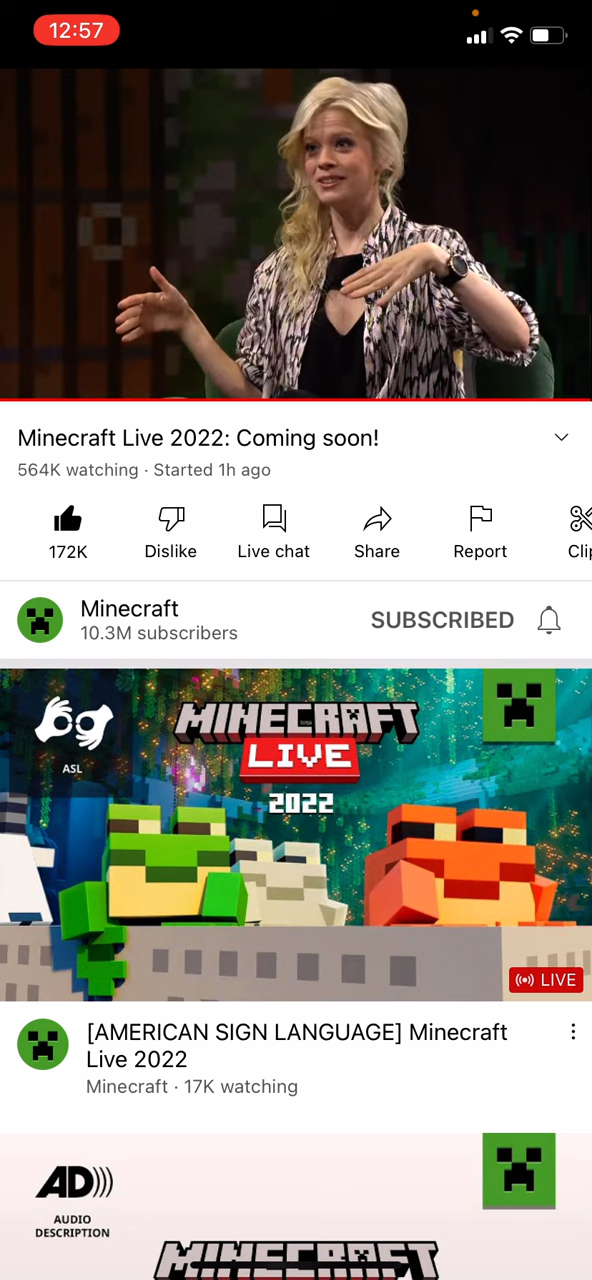 12:57
Minecraft Live 2022: Coming soon!
564K watching · Started 1h ago
172K
Dislike
Live chat
Share
Report
Minecraft
10.3M subscribers
SUBSCRIBED
ASL
MINECRAFT
LIVE
2022
LIVE
[AMERICAN SIGN LANGUAGE] Minecraft
Live 2022
Minecraft · 17K watching
AD
AUDIO
DESCRIPTION
MINECRAFT